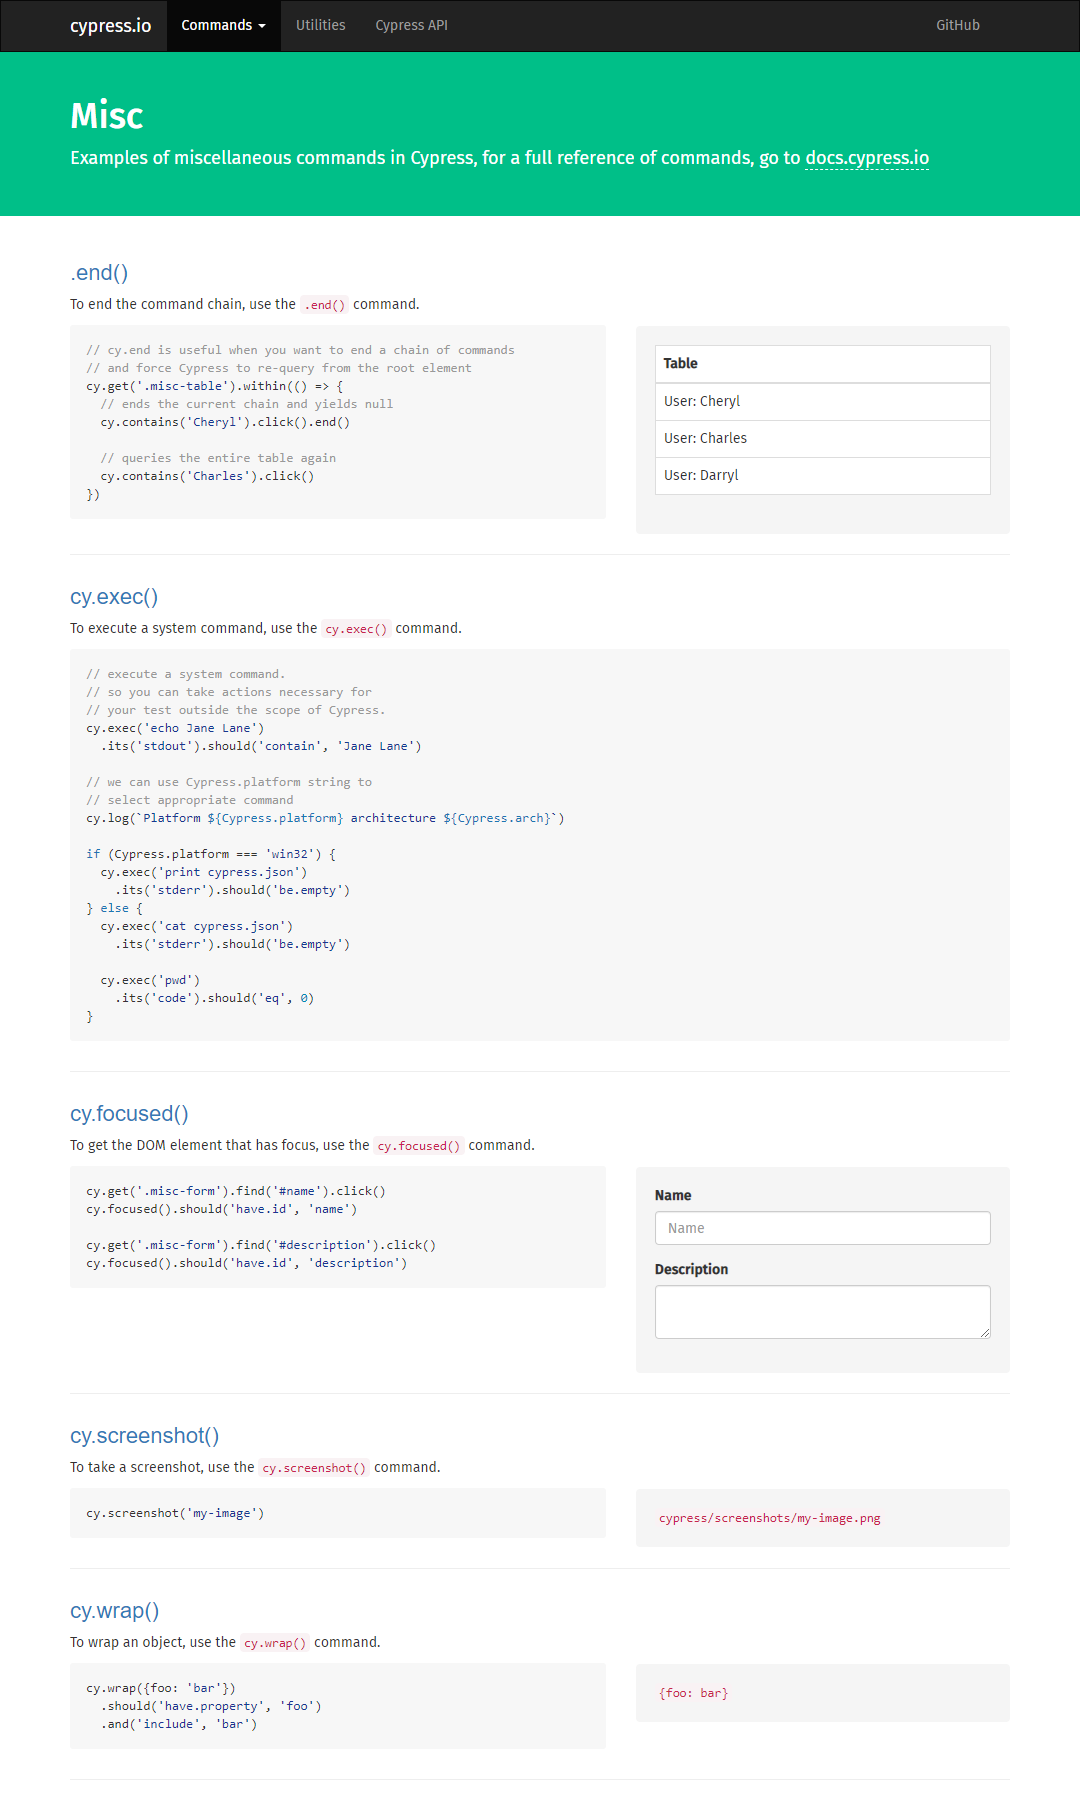 cypress.io Commands Utilities Cypress API GitHub
Misc
Examples of miscellaneous commands in Cypress, for a full reference of commands, go to docs.cypress.io
.end()
To end the command chain, use the .end() command.
// cy.end is useful when you want to end a chain of commands
// and force Cypress to re-query from the root element
cy.get('.misc-table').within(() => {
  // ends the current chain and yields null
  cy.contains('Cheryl').click().end()
  // queries the entire table again
  cy.contains('Charles').click()
})
Table
User: Cheryl
User: Charles
User: Darryl
cy.exec()
To execute a system command, use the cy.exec() command.
// execute a system command.
// so you can take actions necessary for
// your test outside the scope of Cypress.
cy.exec('echo Jane Lane')
  .its('stdout').should('contain', 'Jane Lane')
// we can use Cypress.platform string to
// select appropriate command
cy.log(`Platform ${Cypress.platform} architecture ${Cypress.arch}`)
if (Cypress.platform === 'win32') {
  cy.exec('print cypress.json')
    .its('stderr').should('be.empty')
} else {
  cy.exec('cat cypress.json')
    .its('stderr').should('be.empty')
  cy.exec('pwd')
    .its('code').should('eq', 0)
}
cy.focused()
To get the DOM element that has focus, use the cy.focused() command.
cy.get('.misc-form').find('#name').click()
cy.focused().should('have.id', 'name')
cy.get('.misc-form').find('#description').click()
cy.focused().should('have.id', 'description')
Name
Name
Description
cy.screenshot()
To take a screenshot, use the cy.screenshot() command.
cy.screenshot('my-image')
cypress/screenshots/my-image.png
cy.wrap()
To wrap an object, use the cy.wrap() command.
cy.wrap({foo: 'bar'})
  .should('have.property', 'foo')
  .and('include', 'bar')
{foo: bar}